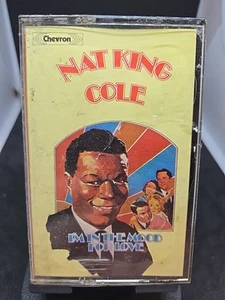 Chevron
NAT KING
COLE
I'M IN THE MOOD
FOR LOVE